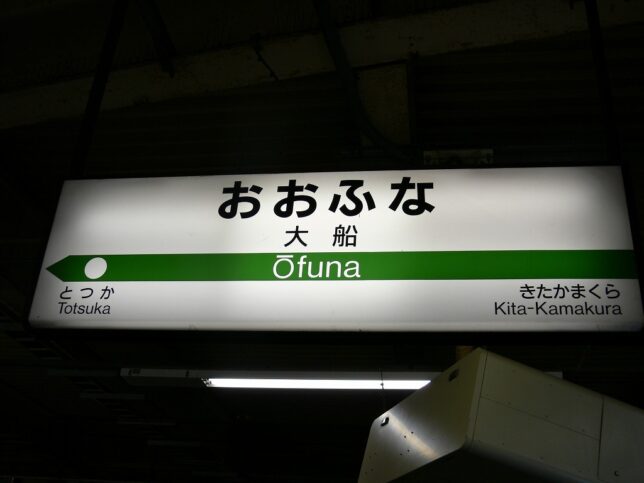 おおふな
大船
Ōfuna
とつか
Totsuka
きたかまくら
Kita-Kamakura